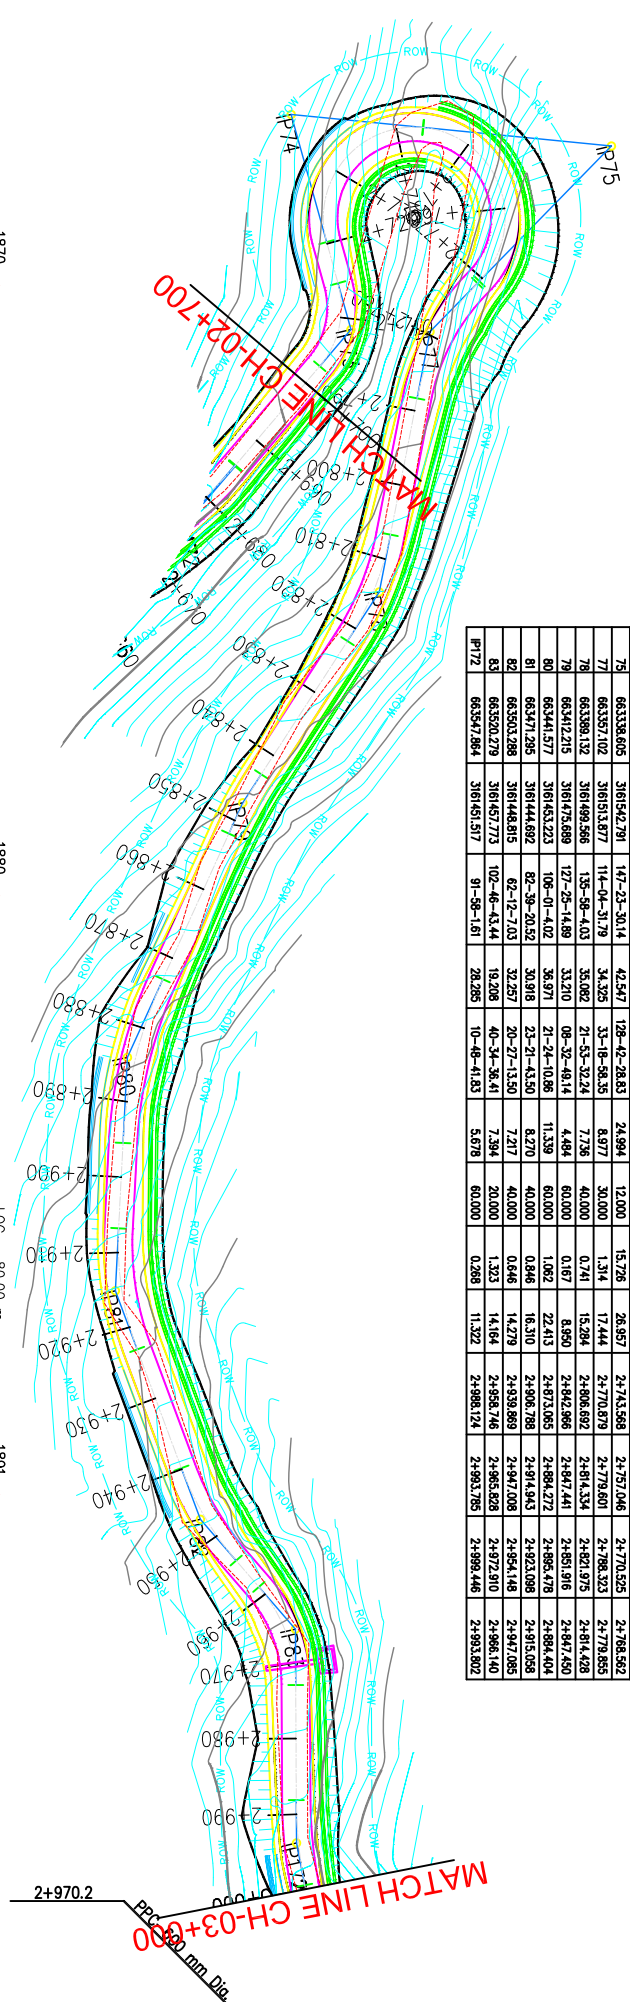 75 663338.605 3161542.791 147-23-30.14 42.547 128-42-28.83 24.994 12.000 15.726 26.957 2+743.568 2+757.046 2+770.525 2+768.562
77 663357.102 3161513.877 114-04-31.79 34.325 33-18-58.35 8.977 30.000 1.314 17.444 2+770.879 2+779.601 2+788.323 2+779.855
78 663389.132 3161499.566 135-58-4.03 35.082 21-53-32.24 7.736 40.000 0.741 15.284 2+806.692 2+814.334 2+821.975 2+814.428
79 663412.215 3161475.689 127-25-14.89 33.210 08-32-49.14 4.484 60.000 0.167 8.950 2+842.966 2+847.441 2+851.916 2+847.450
80 663441.577 3161453.223 106-01-4.02 36.971 21-24-10.86 11.339 60.000 1.062 22.413 2+873.065 2+884.272 2+895.478 2+884.404
81 663471.295 3161444.692 82-39-20.52 30.918 23-21-43.50 8.270 40.000 0.846 16.310 2+906.788 2+914.943 2+923.098 2+915.058
82 663503.288 3161448.815 62-12-7.03 32.257 20-27-13.50 7.217 40.000 0.646 14.279 2+939.869 2+947.008 2+954.148 2+947.085
83 663520.279 3161457.773 102-46-43.44 19.208 40-34-36.41 7.394 20.000 1.323 14.164 2+958.746 2+965.828 2+972.910 2+966.140
IP172 663547.864 3161451.517 91-58-1.61 28.285 10-48-41.83 5.678 60.000 0.268 11.322 2+988.124 2+993.785 2+999.446 2+993.802
IP74
IP75
IP77
MATCH LINE CH-02+700
2+800
2+810
2+820
2+830
2+840
2+850
IP79
2+860
2+870
2+880
IP80
2+890
2+900
2+910
IP81
2+920
2+930
2+940
IP82
2+950
2+960
IP83
2+970
2+980
2+990
MATCH LINE CH-03+000
2+970.2
PPC 600 mm Dia.
ROW